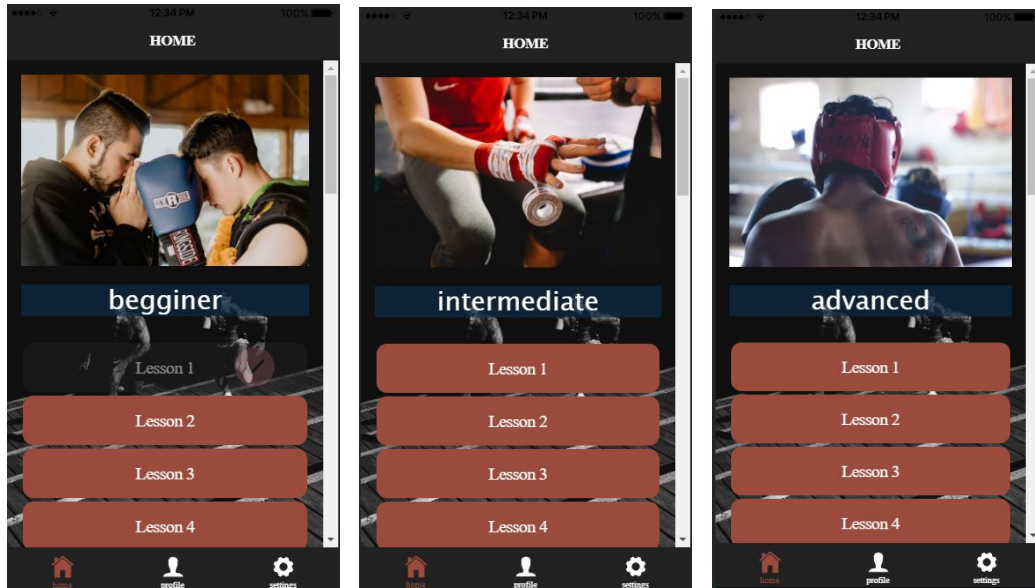 12:34 PM 100%
HOME
RINGSIDE
begginer
Lesson 1
Lesson 2
Lesson 3
Lesson 4
home profile settings
12:34 PM 100%
HOME
intermediate
Lesson 1
Lesson 2
Lesson 3
Lesson 4
home profile settings
12:34 PM 100%
HOME
advanced
Lesson 1
Lesson 2
Lesson 3
Lesson 4
home profile settings